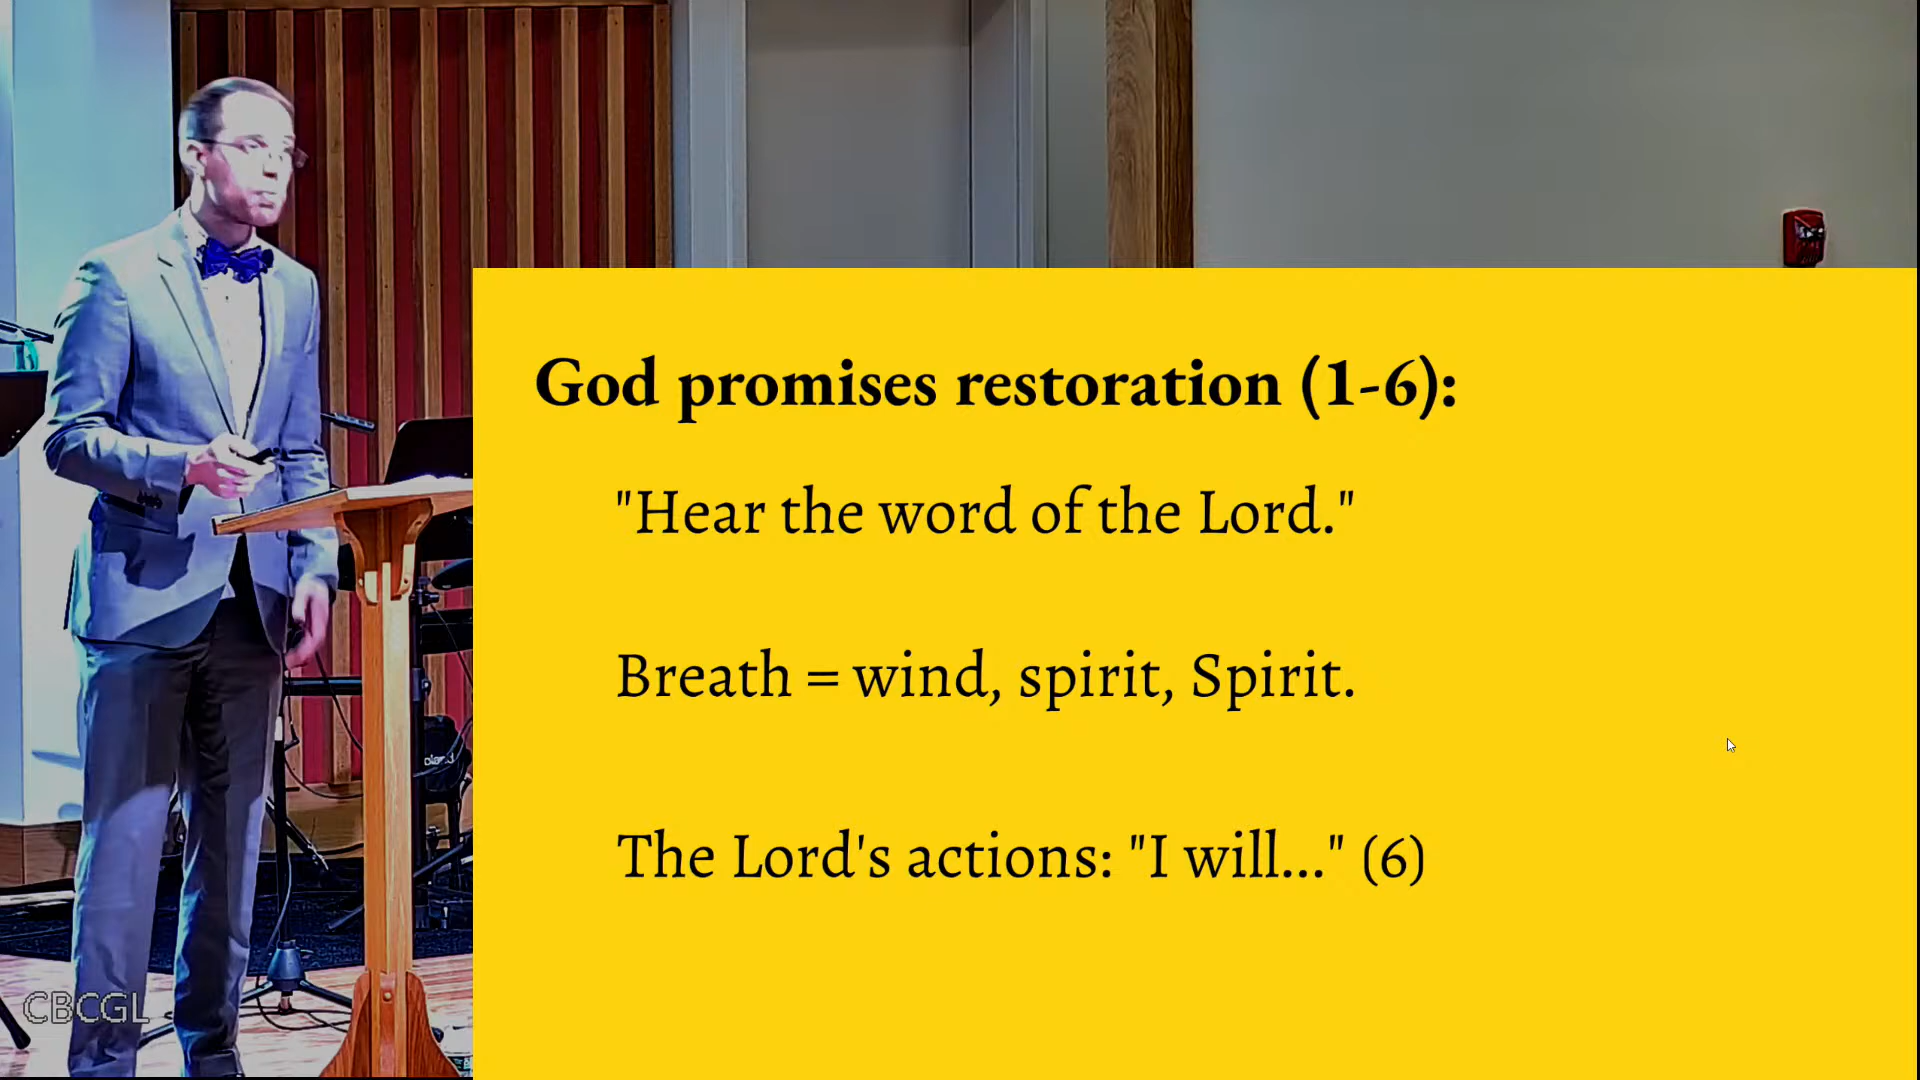 God promises restoration (1-6):
"Hear the word of the Lord."
Breath = wind, spirit, Spirit.
The Lord's actions: "I will..." (6)
CBCGL